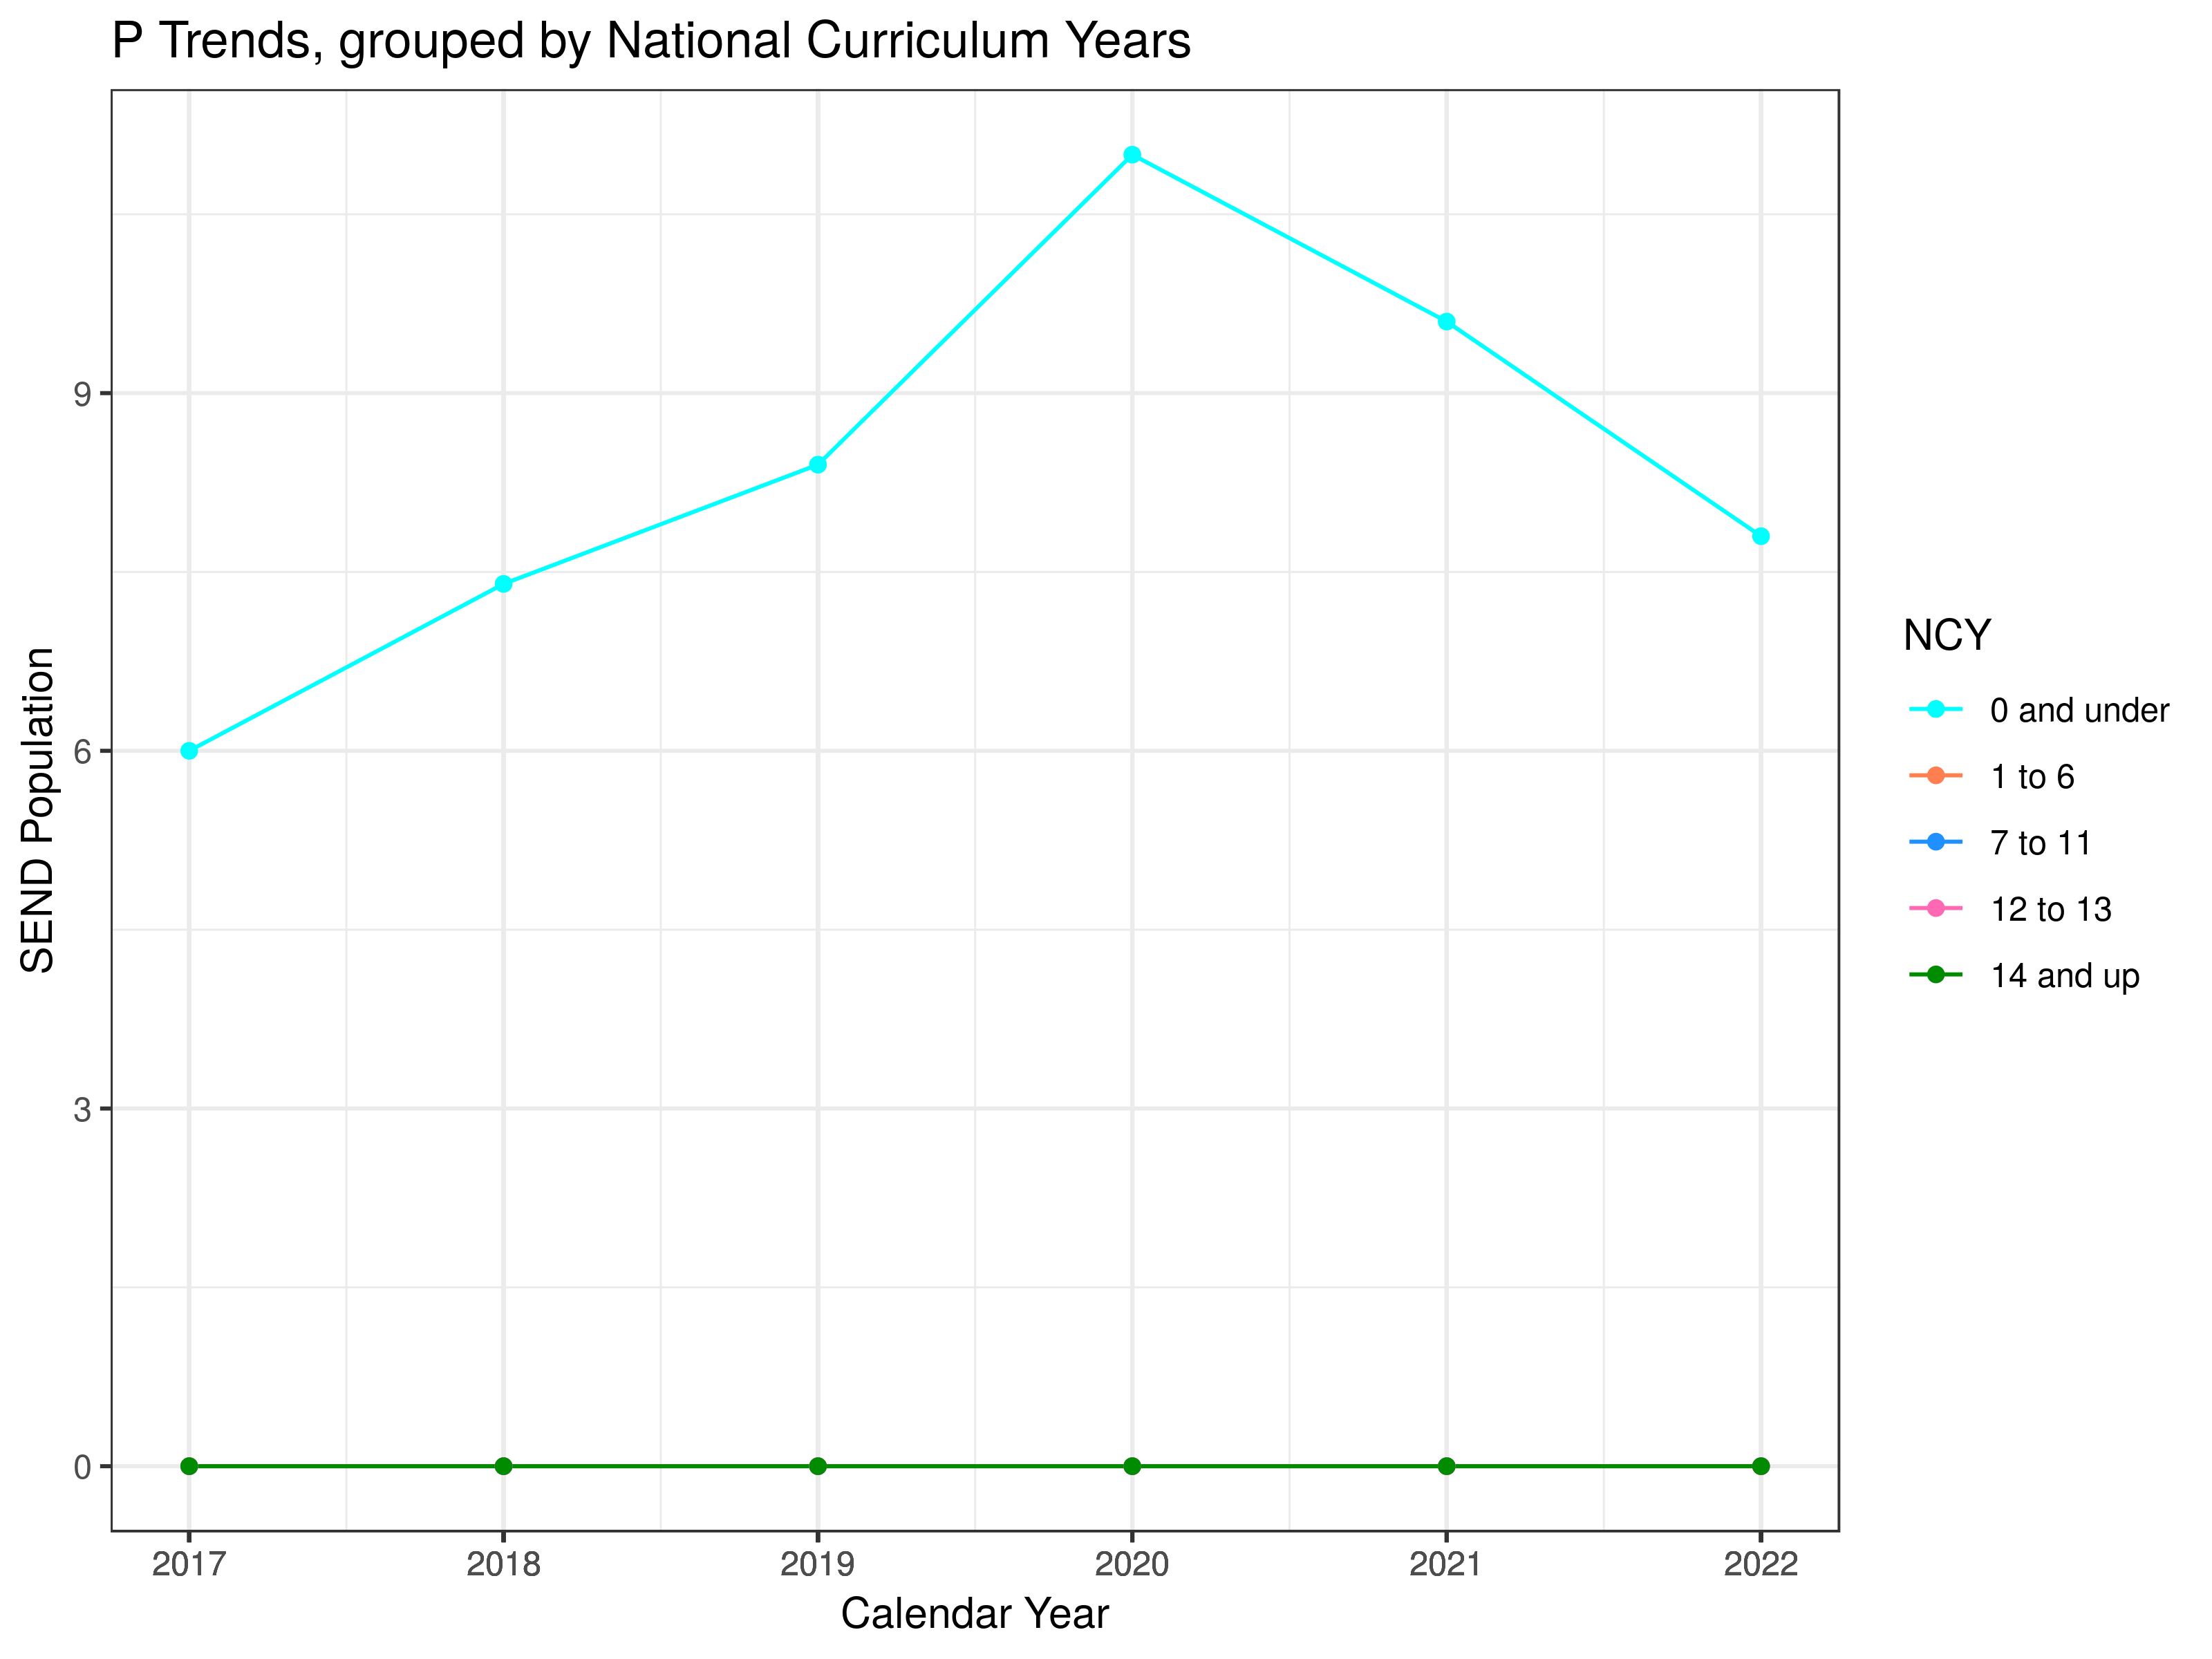 P Trends, grouped by National Curriculum Years
SEND Population
9
6
3
0
2017 2018 2019 2020 2021 2022
Calendar Year
NCY
0 and under
1 to 6
7 to 11
12 to 13
14 and up